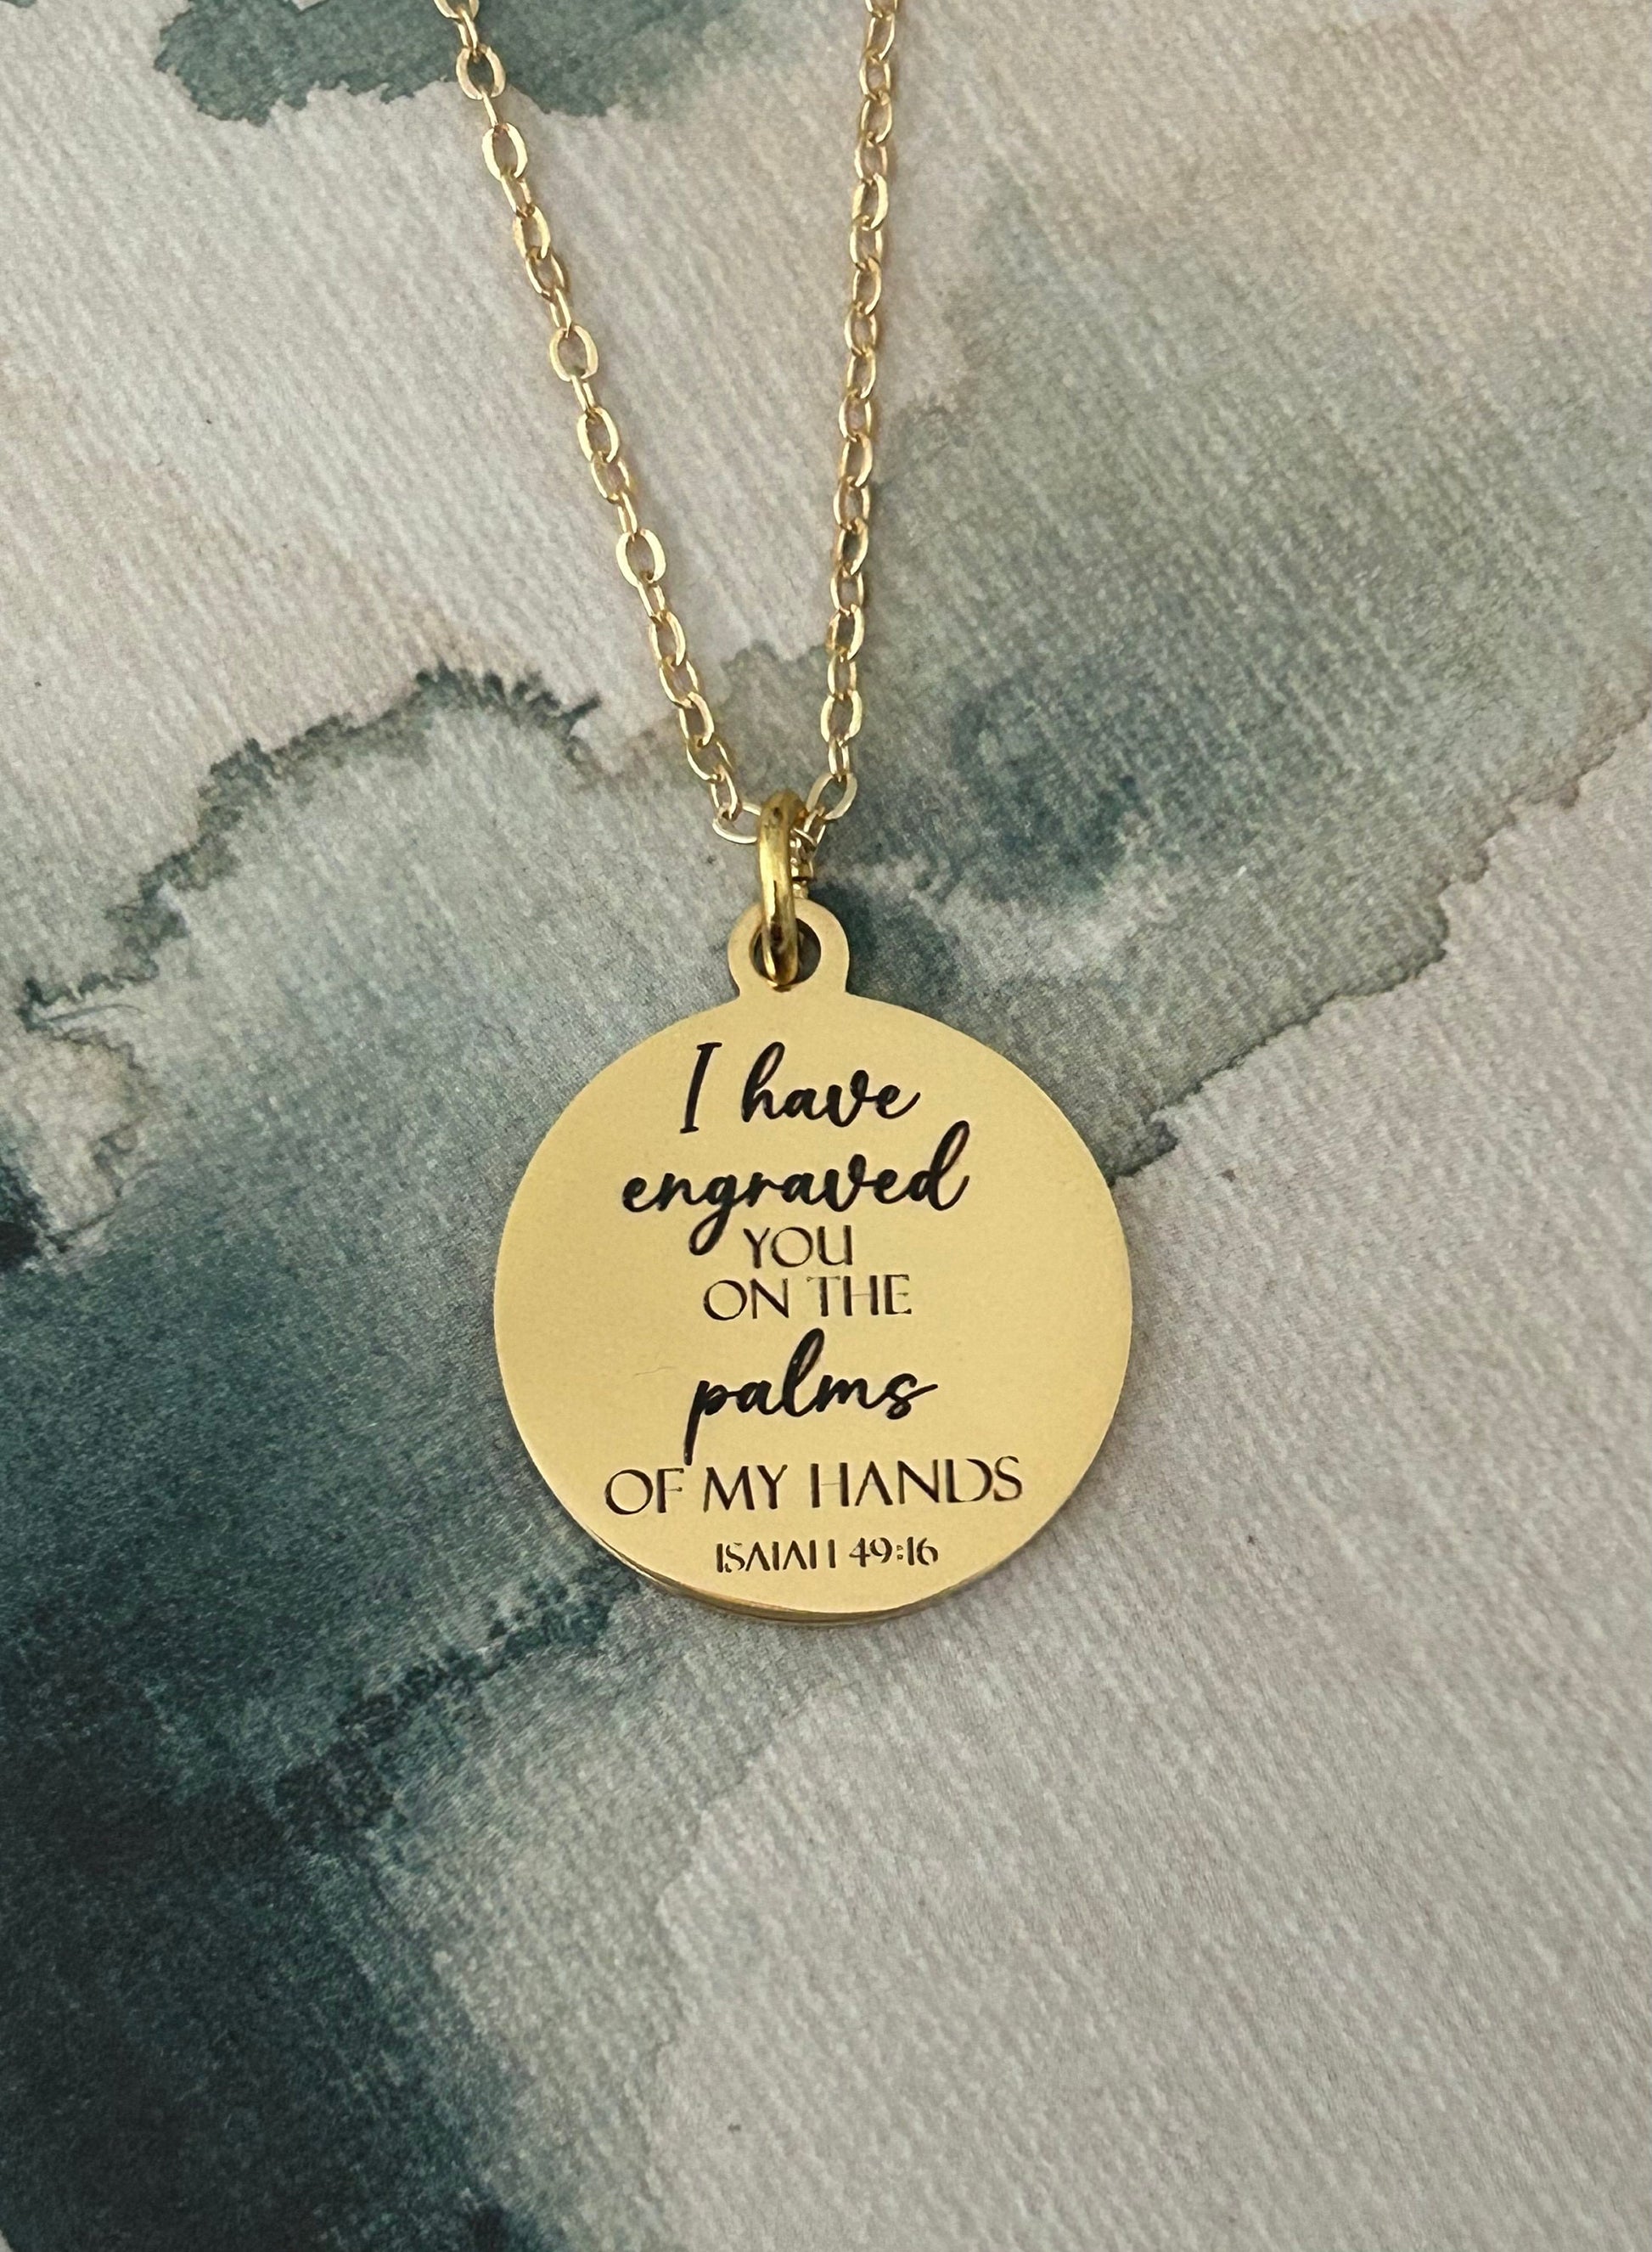 I have
engraved
YOU
ON THE
palms
OF MY HANDS
ISAIAH 49:16